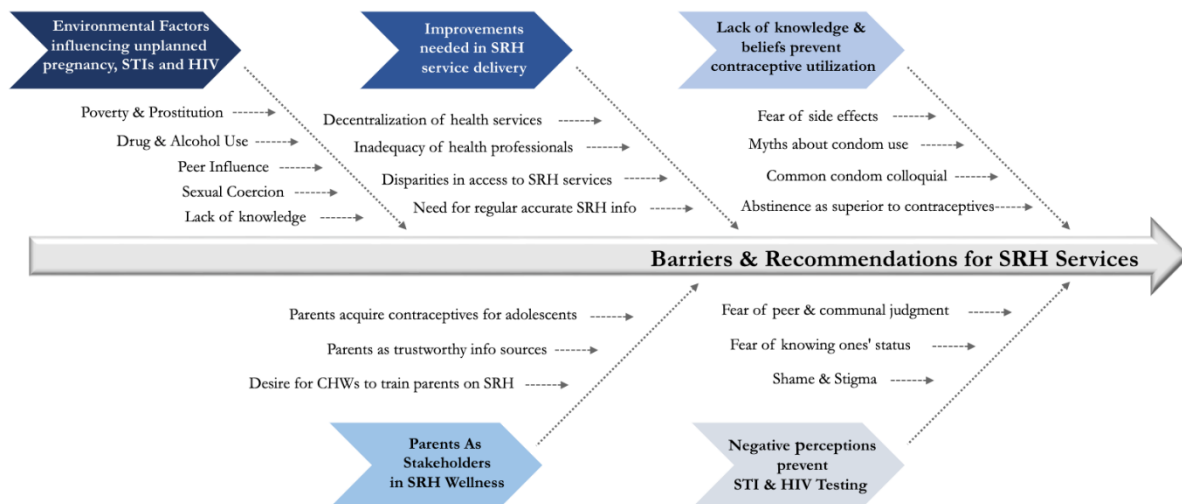 Environmental Factors
influencing unplanned
pregnancy, STIs and HIV
Poverty & Prostitution
Drug & Alcohol Use
Peer Influence
Sexual Coercion
Lack of knowledge
Improvements
needed in SRH
service delivery
Decentralization of health services
Inadequacy of health professionals
Disparities in access to SRH services
Need for regular accurate SRH info
Lack of knowledge &
beliefs prevent
contraceptive utilization
Fear of side effects
Myths about condom use
Common condom colloquial
Abstinence as superior to contraceptives
Barriers & Recommendations for SRH Services
Parents acquire contraceptives for adolescents
Parents as trustworthy info sources
Desire for CHWs to train parents on SRH
Parents As
Stakeholders
in SRH Wellness
Fear of peer & communal judgment
Fear of knowing ones' status
Shame & Stigma
Negative perceptions
prevent
STI & HIV Testing